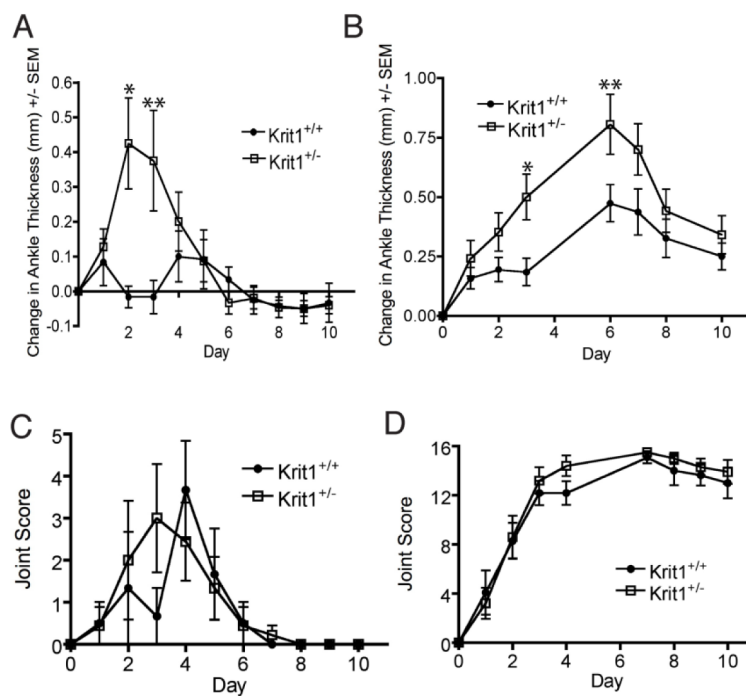 A
Change in Ankle Thickness (mm) +/- SEM
0.6
0.5
0.4
0.3
0.2
0.1
0.0
-0.1
*
**
Krit1+/+
Krit1+/-
2
4
6
8
10
Day
B
Change in Ankle Thickness (mm) +/- SEM
1.00
0.75
0.50
0.25
0.00
*
**
Krit1+/+
Krit1+/-
0
2
4
6
8
10
Day
C
Joint Score
5
4
3
2
1
0
Krit1+/+
Krit1+/-
0
2
4
6
8
10
Day
D
Joint Score
16
12
8
4
0
Krit1+/+
Krit1+/-
0
2
4
6
8
10
Day